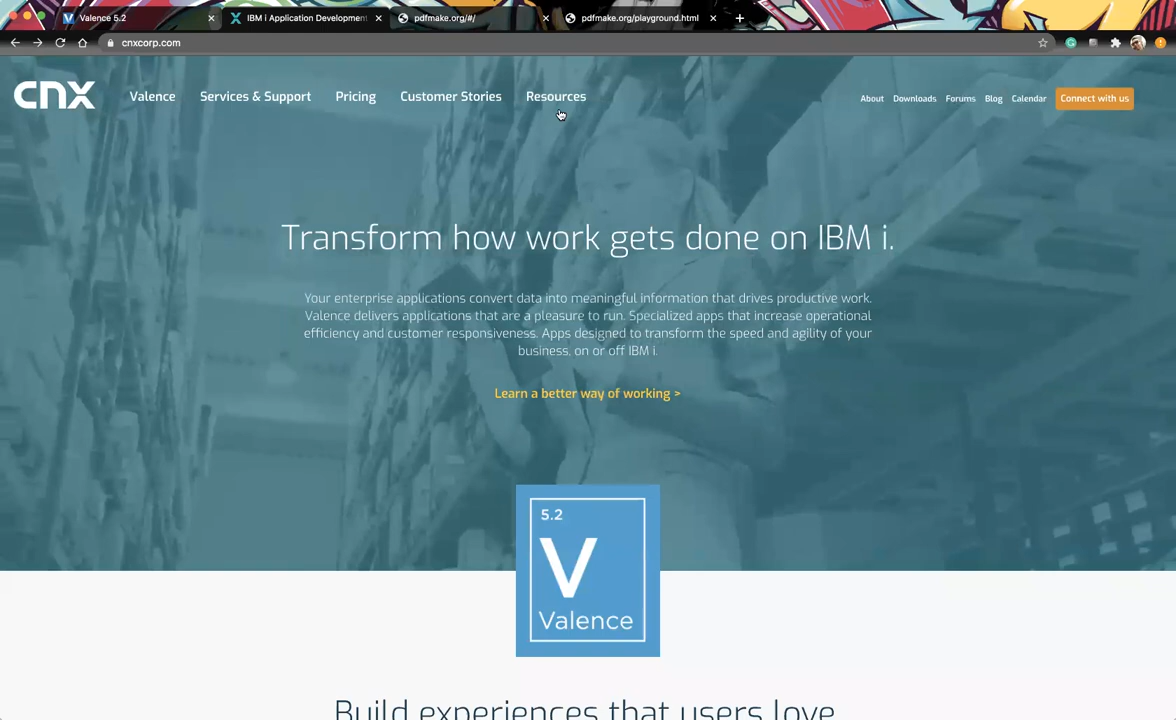 Valence 5.2
IBM i Application Developmen
pdfmake.org/#/
pdfmake.org/playground.html
cnxcorp.com
cnx
Valence
Services & Support
Pricing
Customer Stories
Resources
About
Downloads
Forums
Blog
Calendar
Connect with us
Transform how work gets done on IBM i.
Your enterprise applications convert data into meaningful information that drives productive work.
Valence delivers applications that are a pleasure to run. Specialized apps that increase operational
efficiency and customer responsiveness. Apps designed to transform the speed and agility of your
business, on or off IBM i.
Learn a better way of working >
5.2
V
Valence
Build experiences that users love